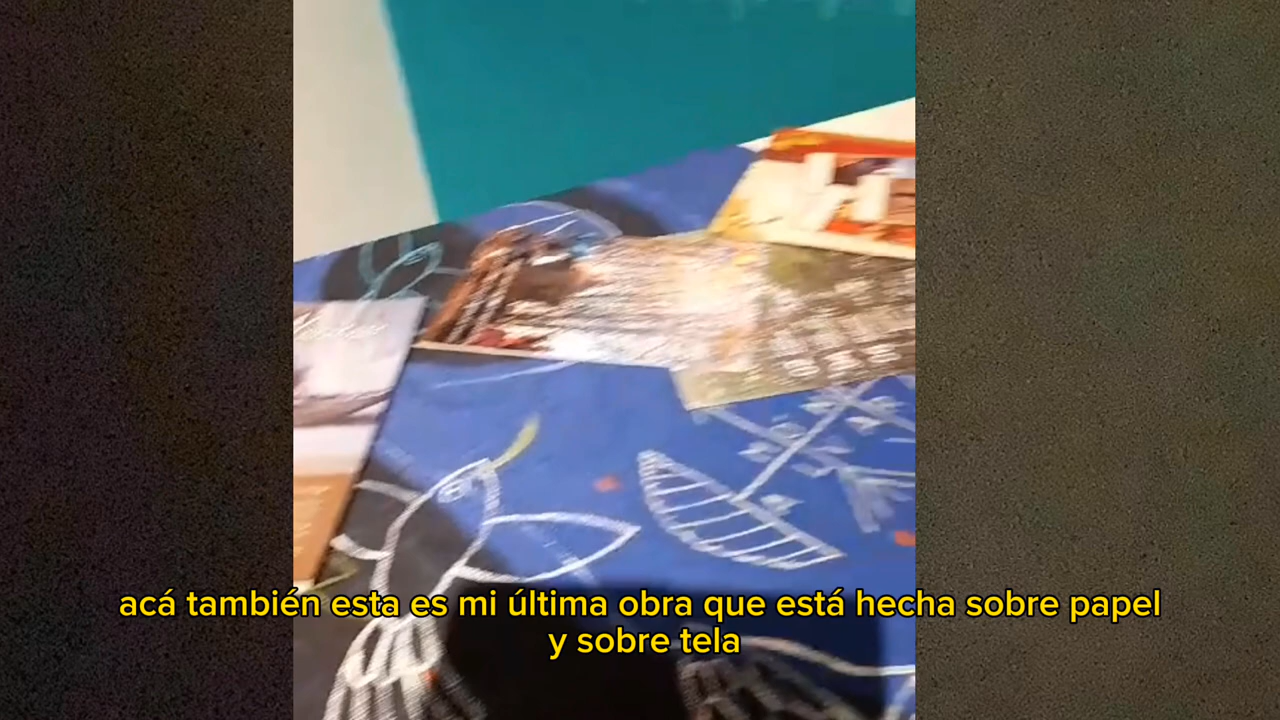 acá también esta es mi última obra que está hecha sobre papel
y sobre tela